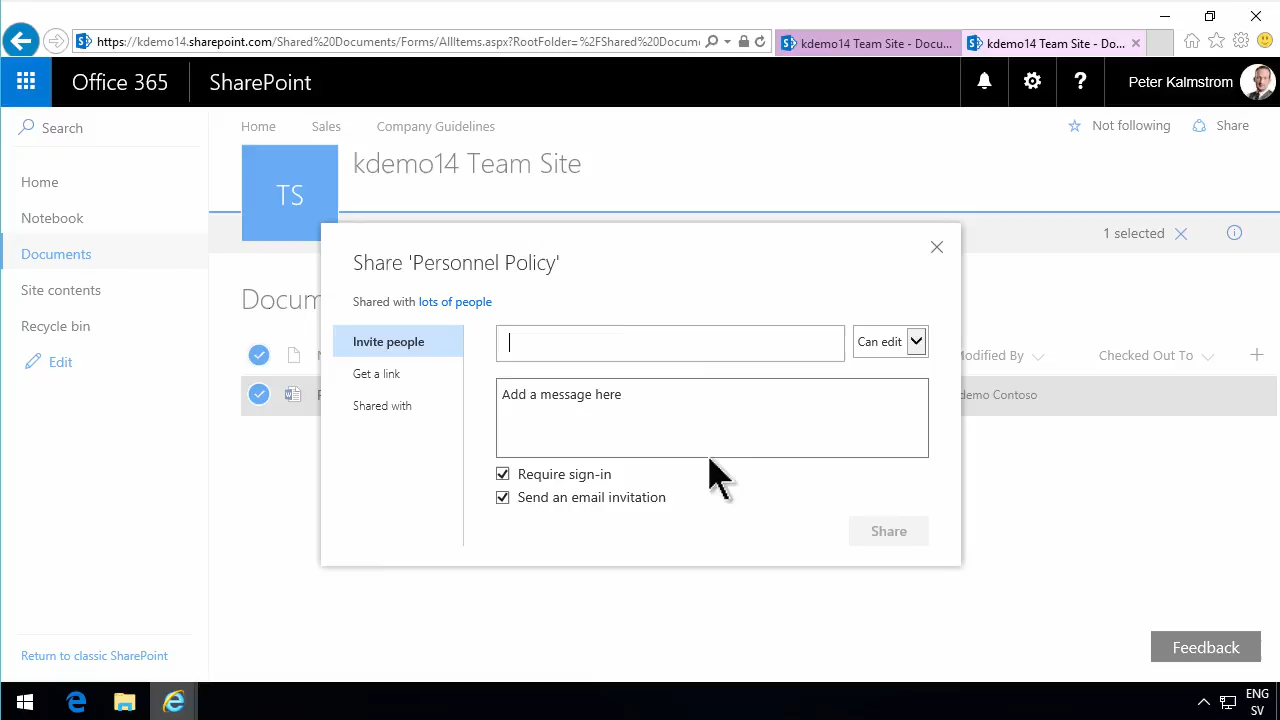 https://kdemo14.sharepoint.com/Shared%20Documents/Forms/AllItems.aspx?RootFolder=%2FShared%20Docum
kdemo14 Team Site - Docu...
kdemo14 Team Site - Do...
Office 365
SharePoint
?
Peter Kalmstrom
Search
Home
Sales
Company Guidelines
Not following
Share
TS
kdemo14 Team Site
Home
Notebook
Documents
Site contents
Recycle bin
Edit
1 selected
Docum
Modified By
Checked Out To
demo Contoso
Share 'Personnel Policy'
Shared with lots of people
Invite people
Get a link
Shared with
Can edit
Add a message here
Require sign-in
Send an email invitation
Share
Return to classic SharePoint
Feedback
ENG
SV